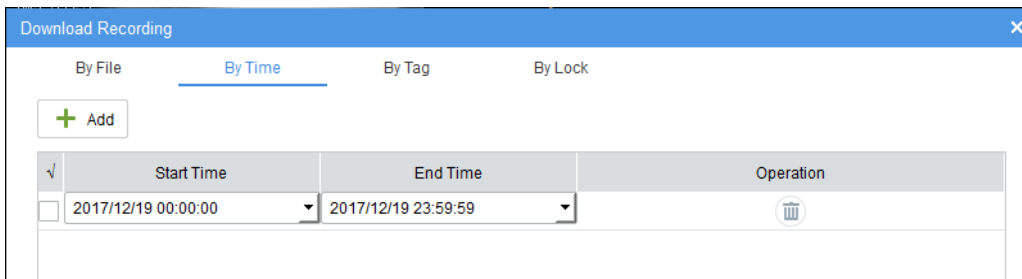 Download Recording
By File By Time By Tag By Lock
Add
√ Start Time End Time Operation
2017/12/19 00:00:00 2017/12/19 23:59:59